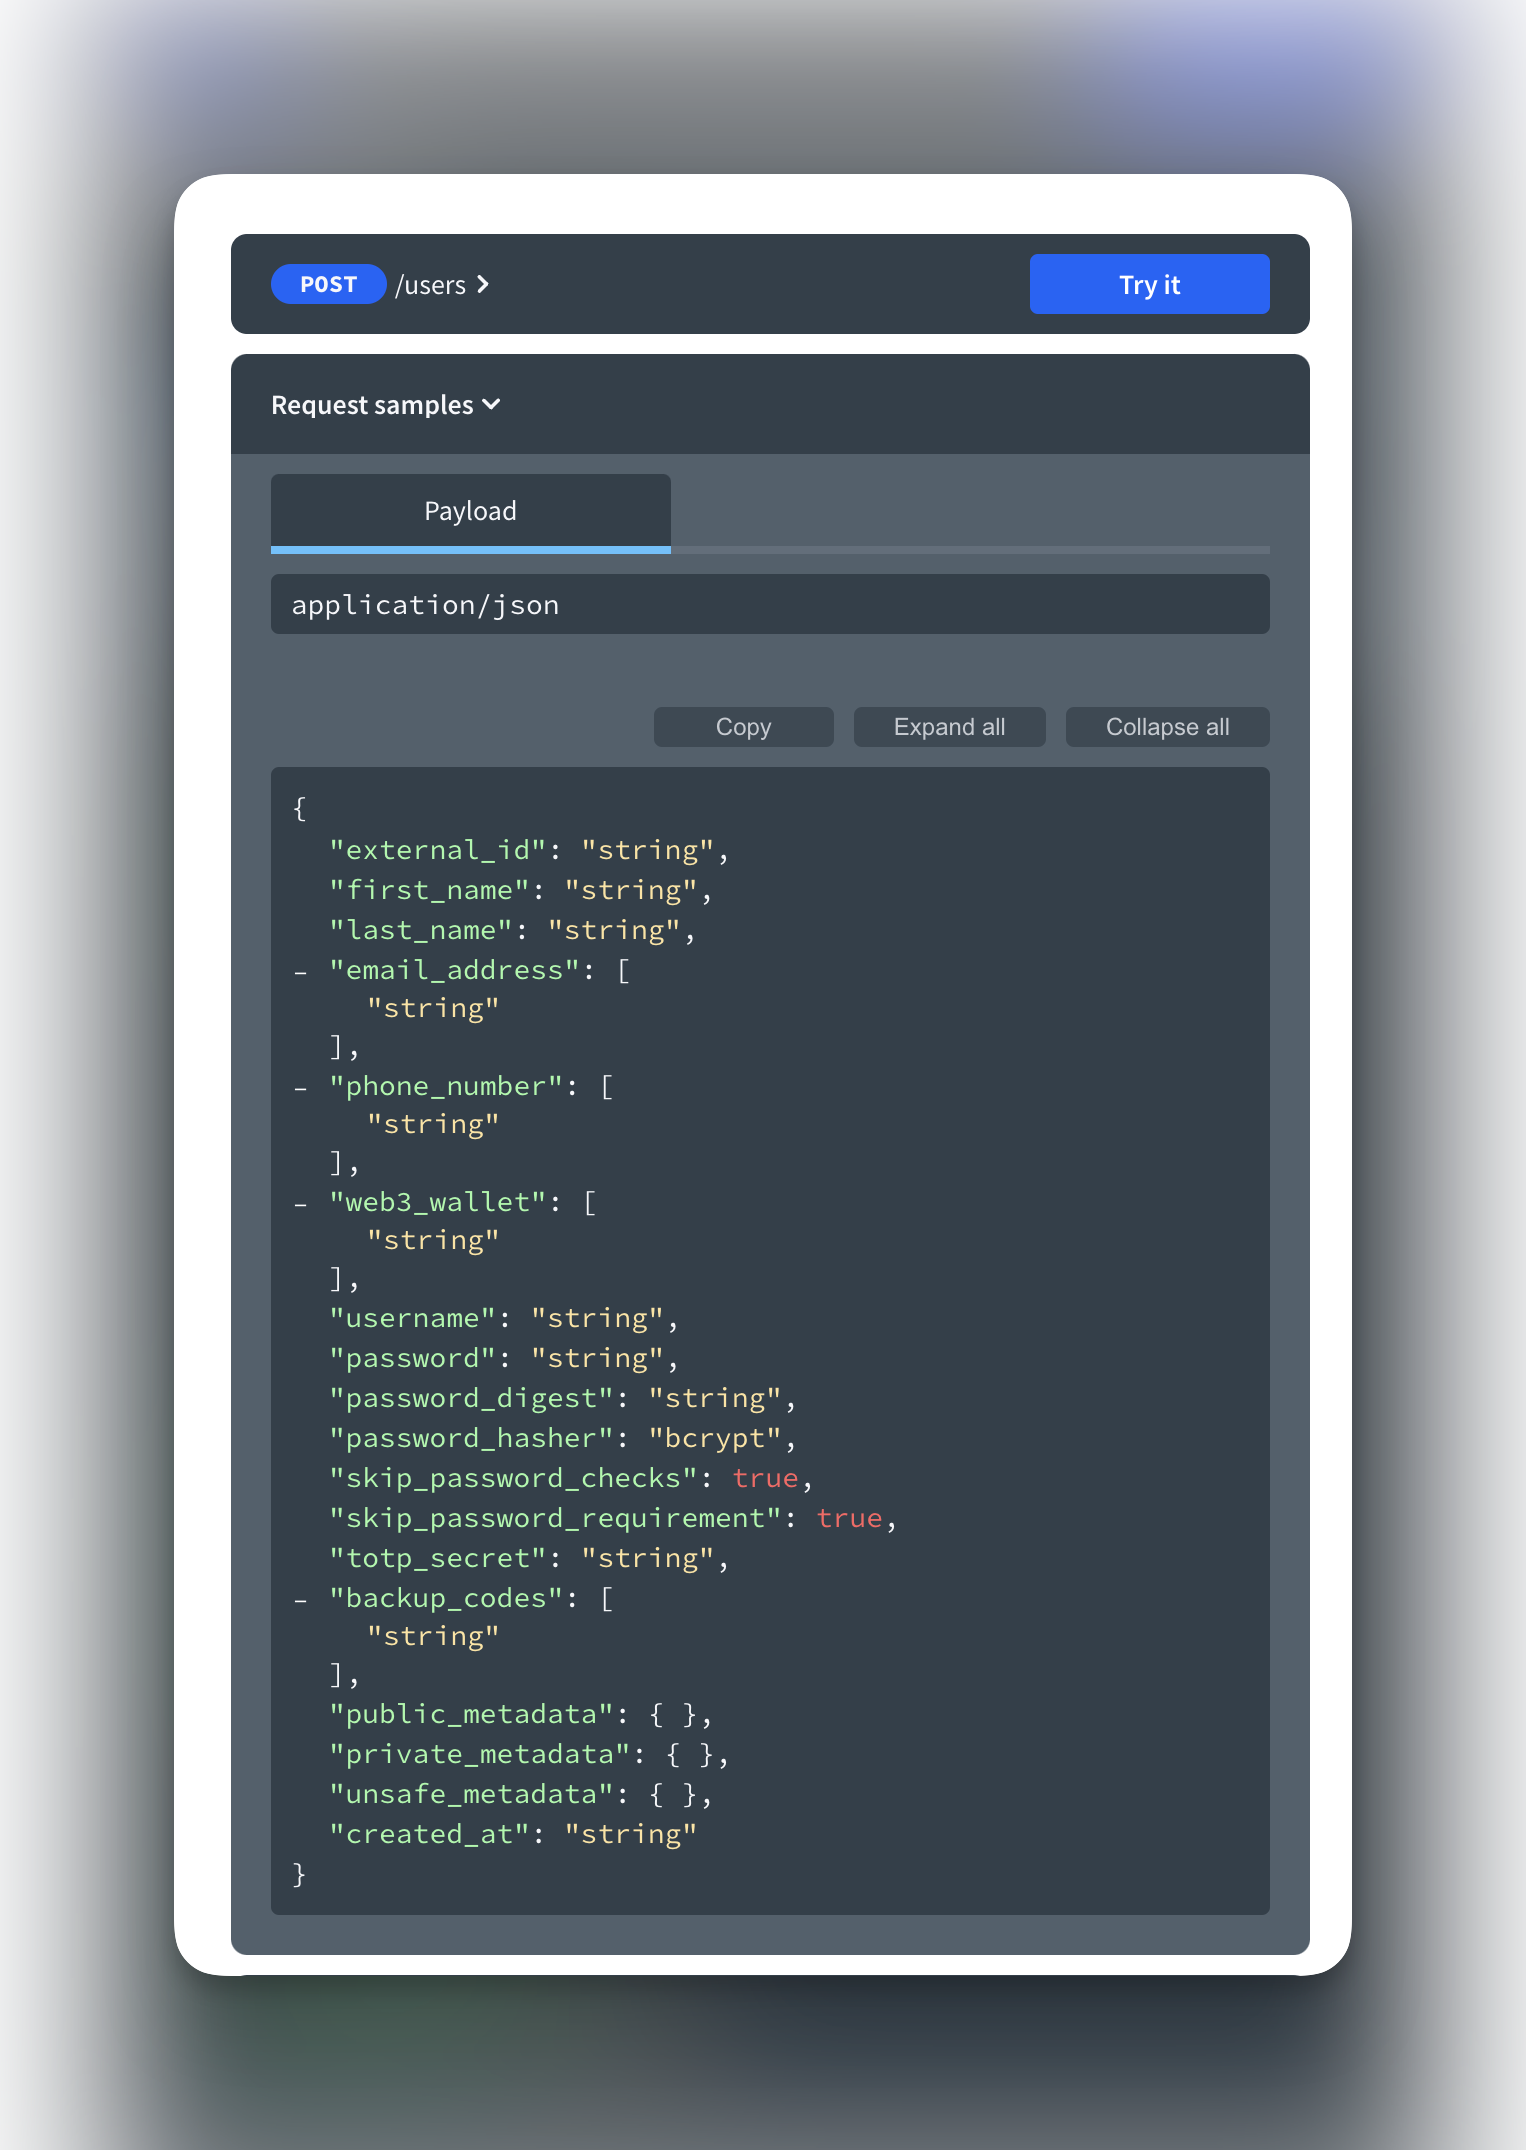 POST /users Try it
Request samples
Payload
application/json
Copy Expand all Collapse all
{
"external_id": "string",
"first_name": "string",
"last_name": "string",
– "email_address": [
"string"
],
– "phone_number": [
"string"
],
– "web3_wallet": [
"string"
],
"username": "string",
"password": "string",
"password_digest": "string",
"password_hasher": "bcrypt",
"skip_password_checks": true,
"skip_password_requirement": true,
"totp_secret": "string",
– "backup_codes": [
"string"
],
"public_metadata": { },
"private_metadata": { },
"unsafe_metadata": { },
"created_at": "string"
}